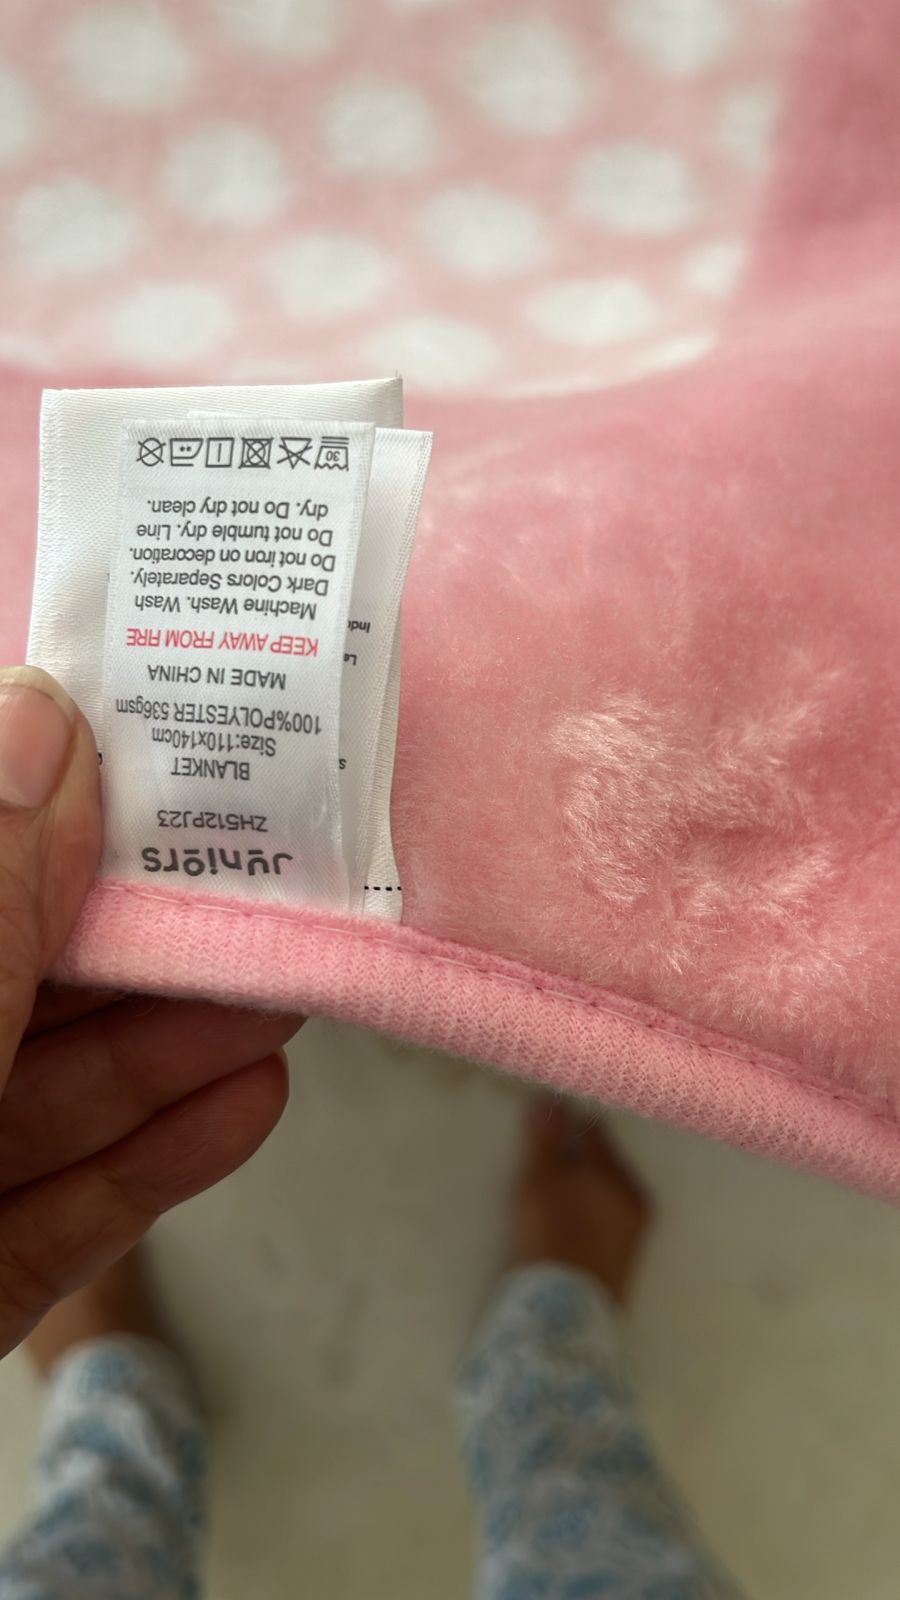 Juniors
ZH512PJ23
BLANKET
Size:110x140cm
100%POLYESTER 536gsm
MADE IN CHINA
KEEP AWAY FROM FIRE
Machine Wash. Wash
Dark Colors Separately.
Do not iron on decoration.
Do not tumble dry. Line
dry. Do not dry clean.
30